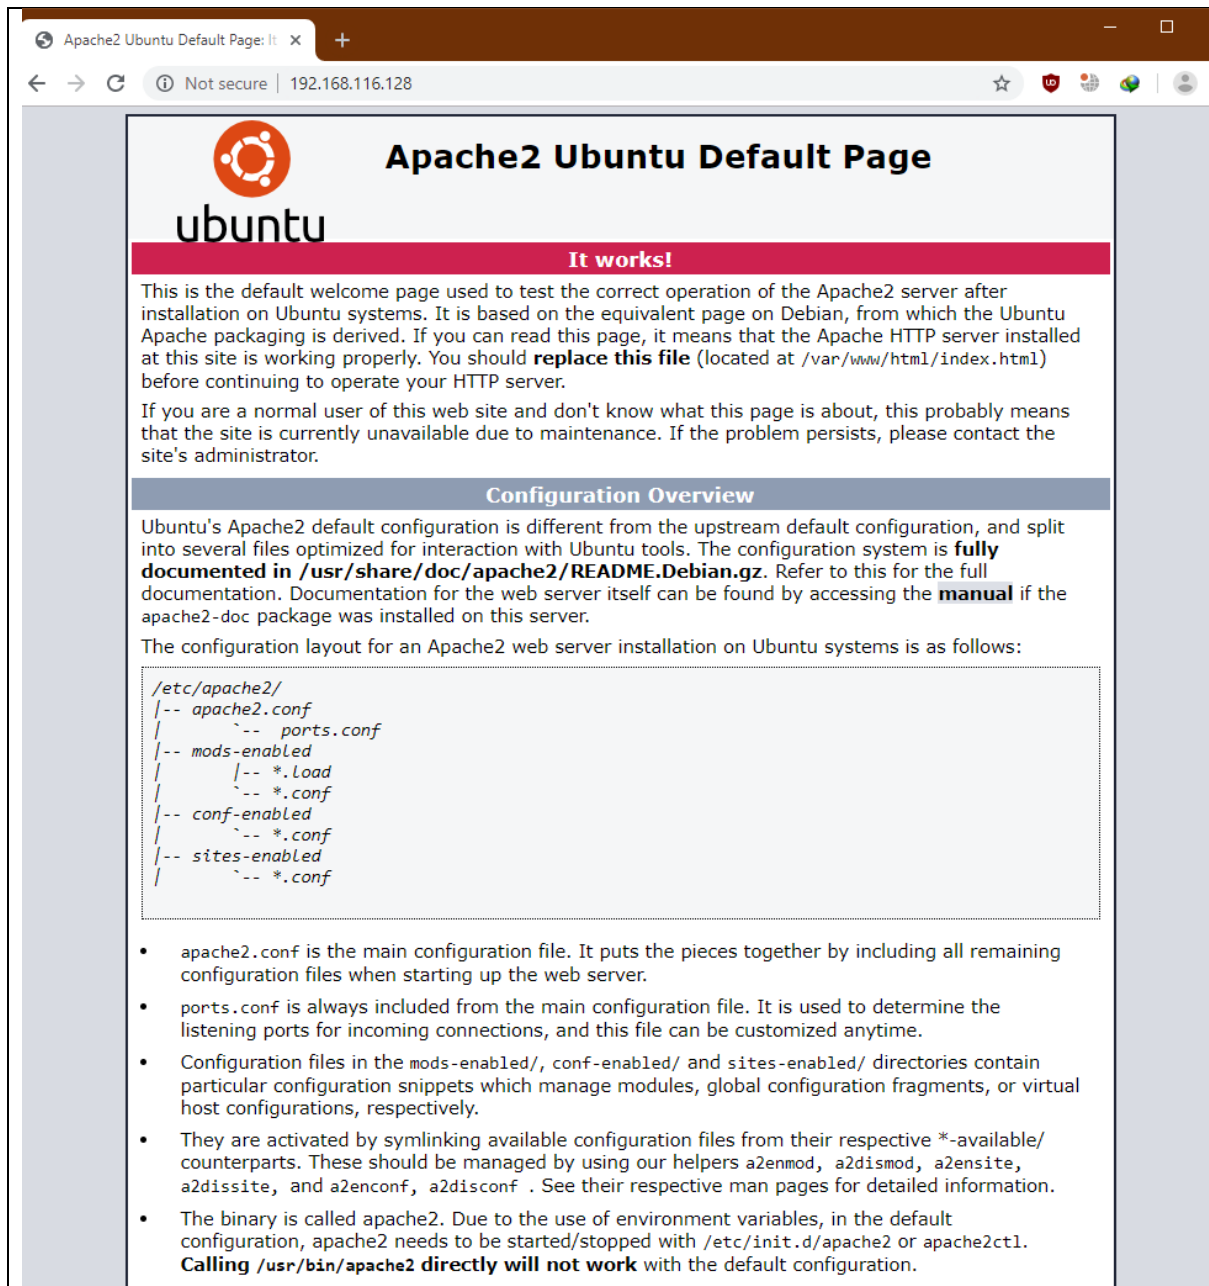 Apache2 Ubuntu Default Page: It
Not secure | 192.168.116.128
ubuntu
Apache2 Ubuntu Default Page
It works!
This is the default welcome page used to test the correct operation of the Apache2 server after
installation on Ubuntu systems. It is based on the equivalent page on Debian, from which the Ubuntu
Apache packaging is derived. If you can read this page, it means that the Apache HTTP server installed
at this site is working properly. You should replace this file (located at /var/www/html/index.html)
before continuing to operate your HTTP server.
If you are a normal user of this web site and don't know what this page is about, this probably means
that the site is currently unavailable due to maintenance. If the problem persists, please contact the
site's administrator.
Configuration Overview
Ubuntu's Apache2 default configuration is different from the upstream default configuration, and split
into several files optimized for interaction with Ubuntu tools. The configuration system is fully
documented in /usr/share/doc/apache2/README.Debian.gz. Refer to this for the full
documentation. Documentation for the web server itself can be found by accessing the manual if the
apache2-doc package was installed on this server.
The configuration layout for an Apache2 web server installation on Ubuntu systems is as follows:
/etc/apache2/
|-- apache2.conf
|       `--  ports.conf
|-- mods-enabled
|       |-- *.load
|       `-- *.conf
|-- conf-enabled
|       `-- *.conf
|-- sites-enabled
|       `-- *.conf
• apache2.conf is the main configuration file. It puts the pieces together by including all remaining
configuration files when starting up the web server.
• ports.conf is always included from the main configuration file. It is used to determine the
listening ports for incoming connections, and this file can be customized anytime.
• Configuration files in the mods-enabled/, conf-enabled/ and sites-enabled/ directories contain
particular configuration snippets which manage modules, global configuration fragments, or virtual
host configurations, respectively.
• They are activated by symlinking available configuration files from their respective *-available/
counterparts. These should be managed by using our helpers a2enmod, a2dismod, a2ensite,
a2dissite, and a2enconf, a2disconf . See their respective man pages for detailed information.
• The binary is called apache2. Due to the use of environment variables, in the default
configuration, apache2 needs to be started/stopped with /etc/init.d/apache2 or apache2ctl.
Calling /usr/bin/apache2 directly will not work with the default configuration.